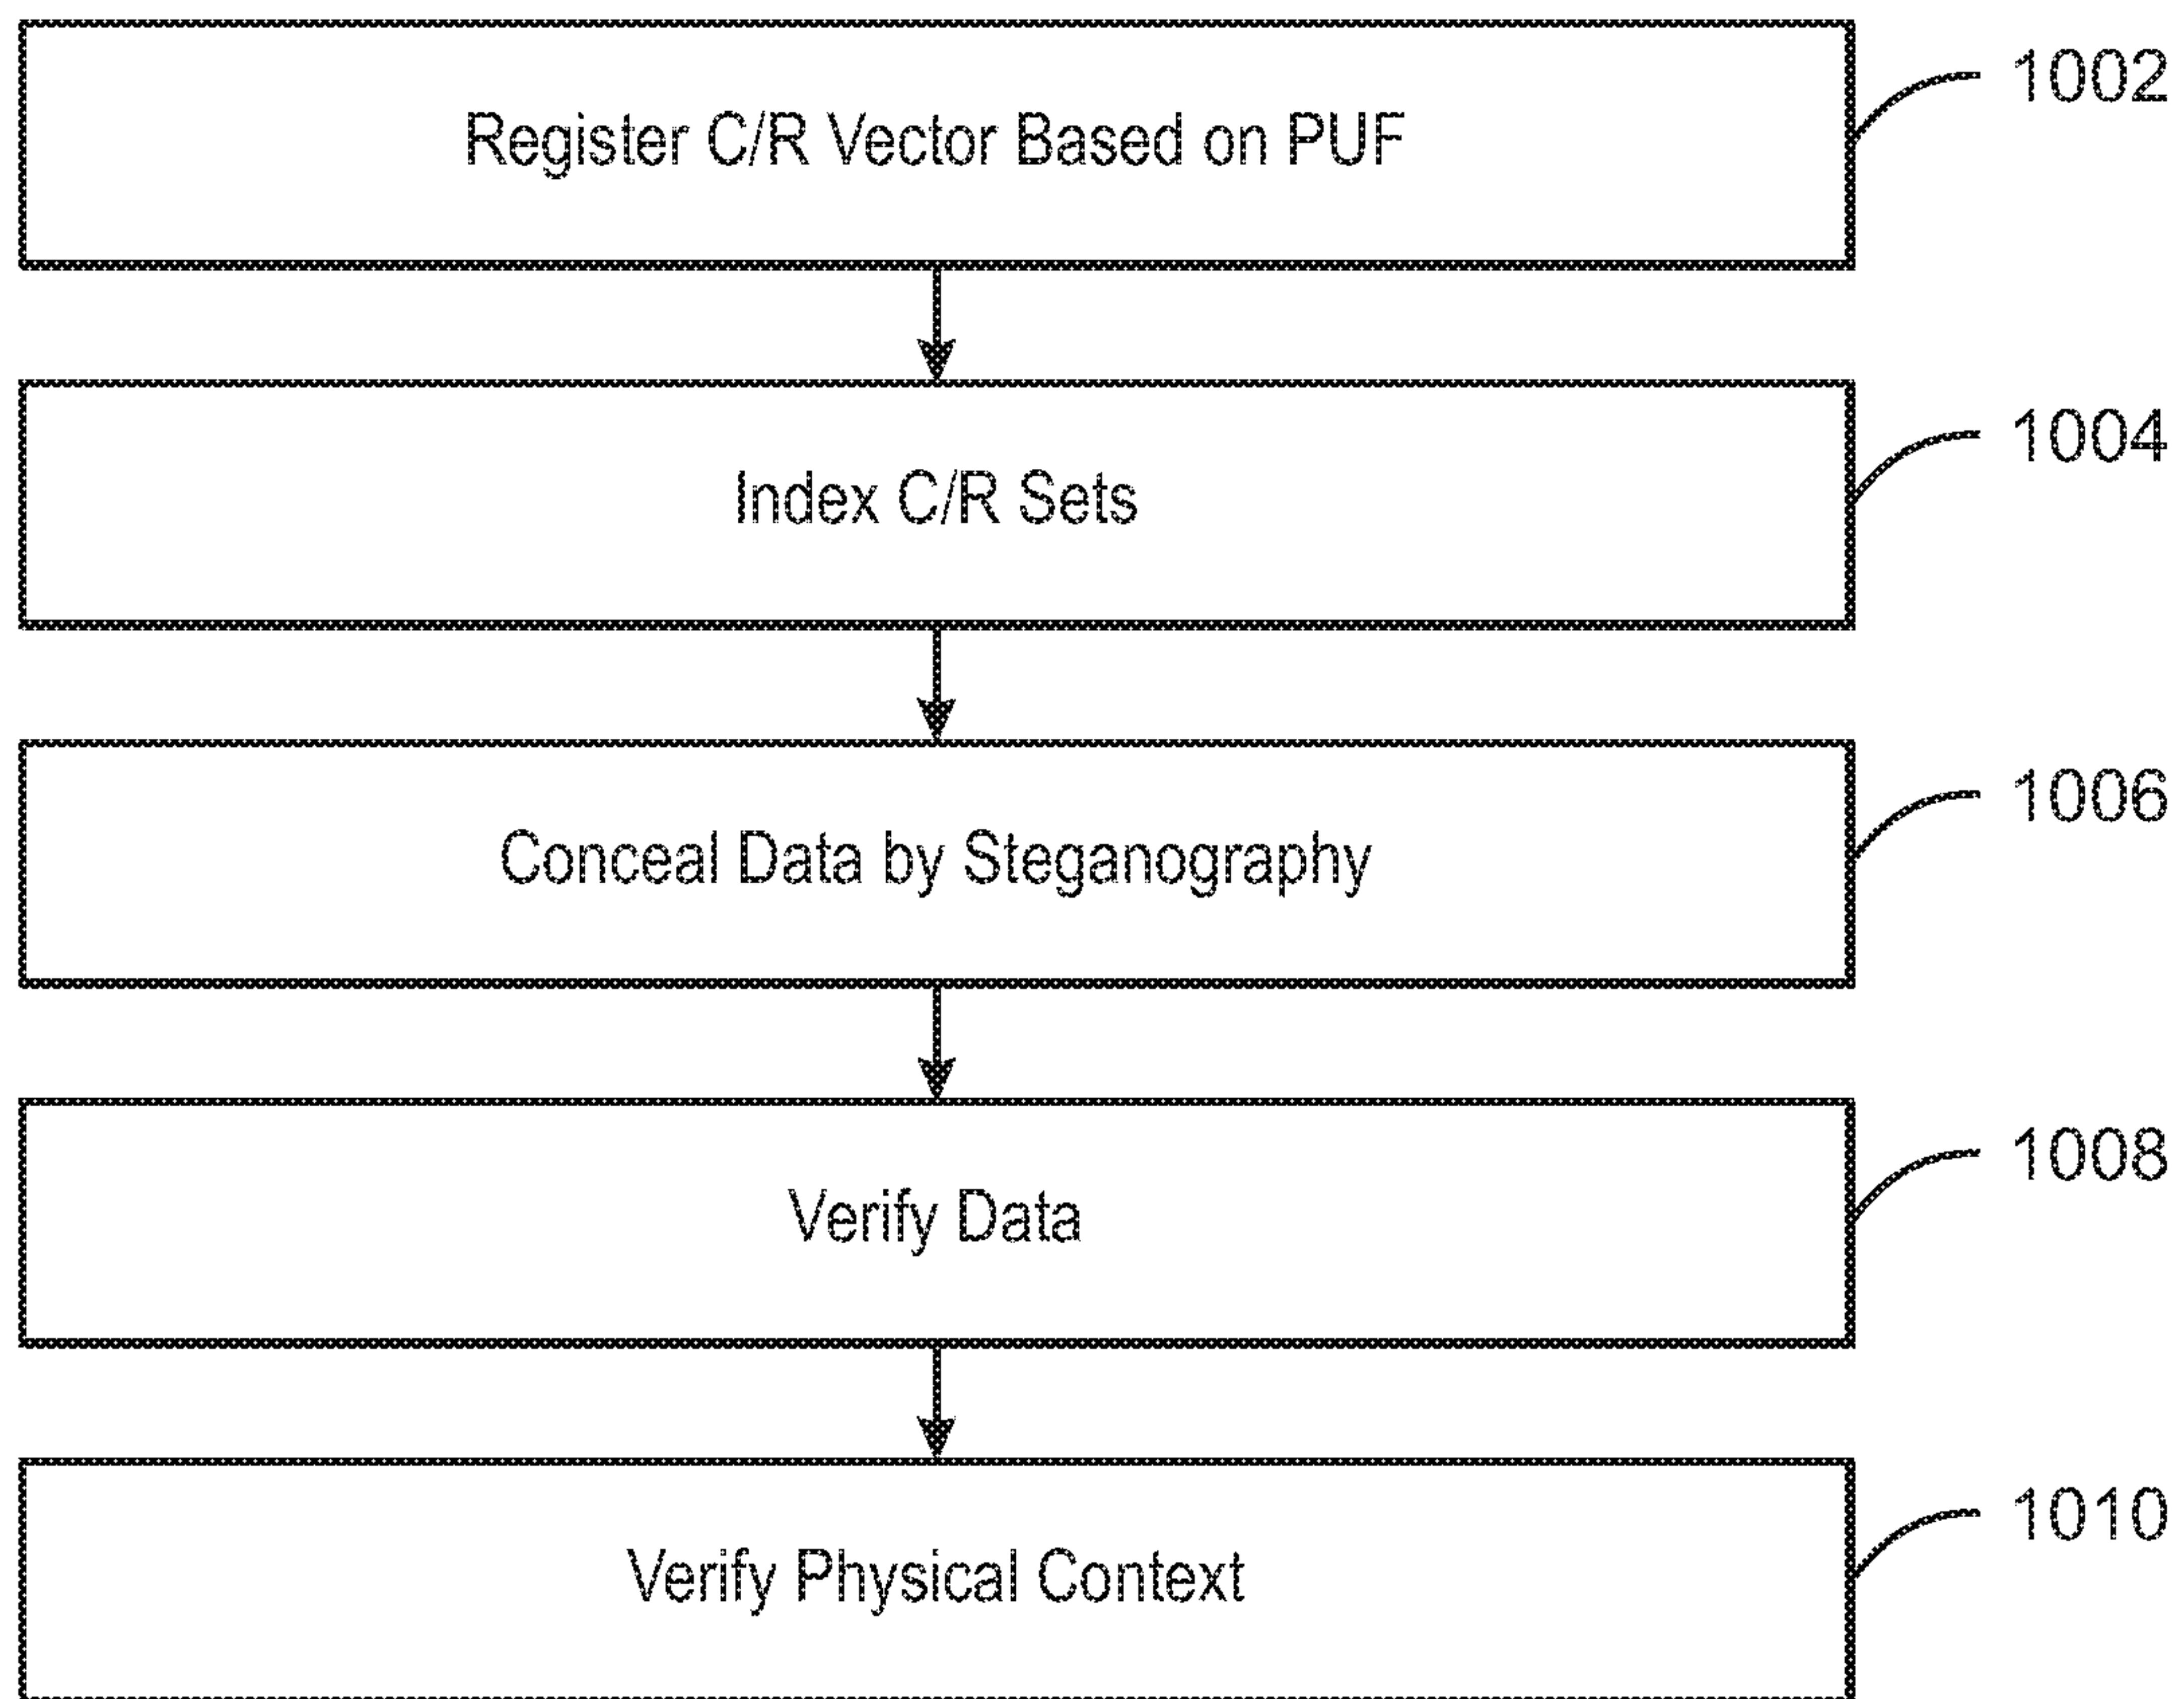 Register C/R Vector Based on PUF
1002
Index C/R Sets
1004
Conceal Data by Steganography
1006
Verify Data
1008
Verify Physical Context
1010